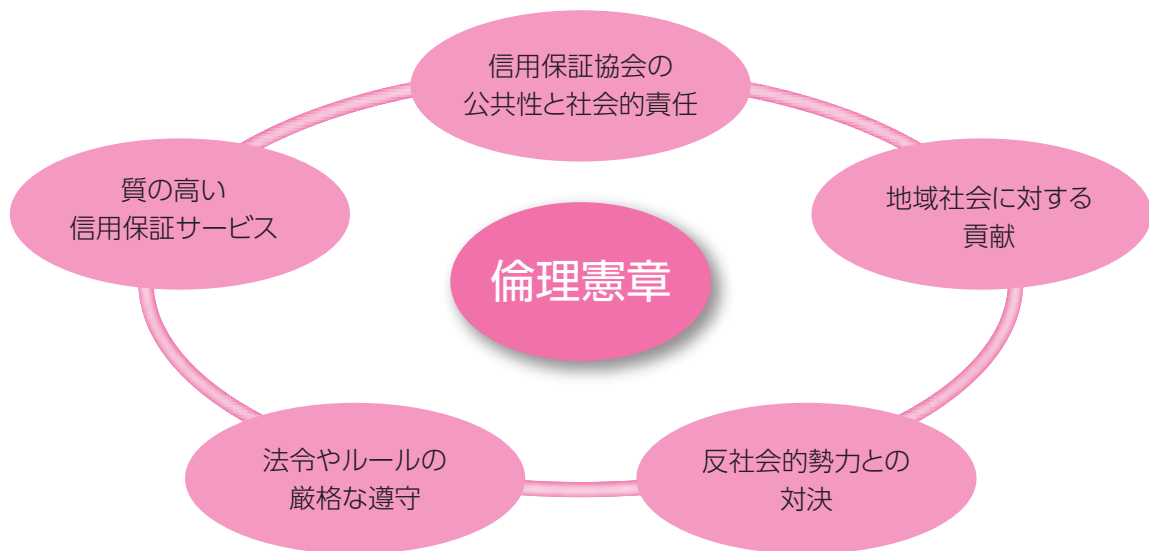 信用保証協会の
公共性と社会的責任
質の高い
信用保証サービス
地域社会に対する
貢献
倫理憲章
法令やルールの
厳格な遵守
反社会的勢力との
対決